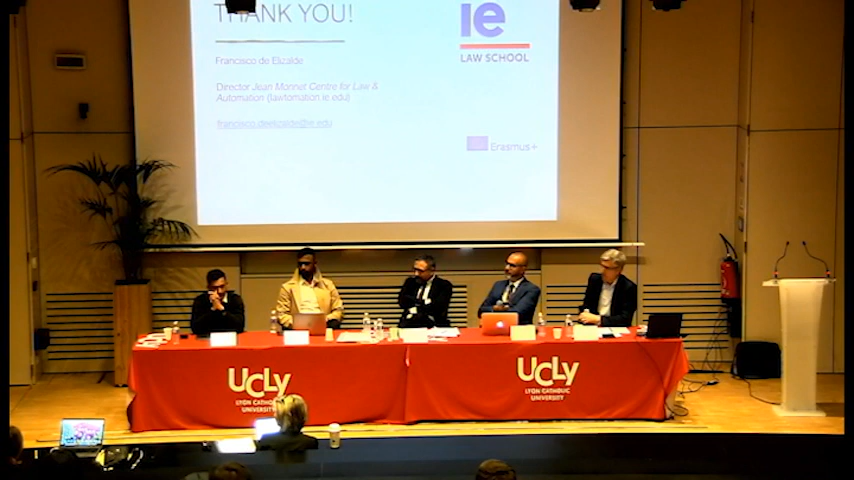 THANK YOU!
ie
LAW SCHOOL
Francisco de Elizalde
Director Jean Monnet Centre for Law &
Automation (lawtomation.ie.edu)
francisco.deelizalde@ie.edu
Erasmus+
UCLy
LYON CATHOLIC
UNIVERSITY
UCLy
LYON CATHOLIC
UNIVERSITY